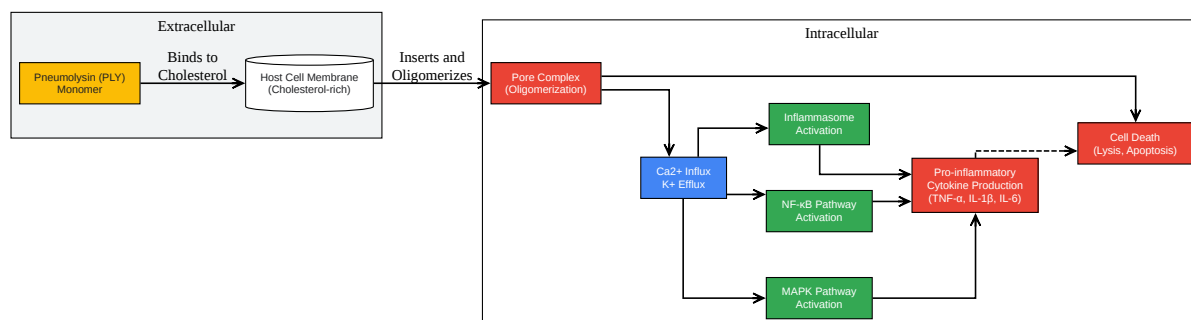 Extracellular
Intracellular
Binds to
Cholesterol
Inserts and
Oligomerizes
Pneumolysin (PLY)
Monomer
Host Cell Membrane
(Cholesterol-rich)
Pore Complex
(Oligomerization)
Inflammasome
Activation
Cell Death
(Lysis, Apoptosis)
Ca2+ Influx
K+ Efflux
Pro-inflammatory
Cytokine Production
(TNF-α, IL-1β, IL-6)
NF-κB Pathway
Activation
MAPK Pathway
Activation